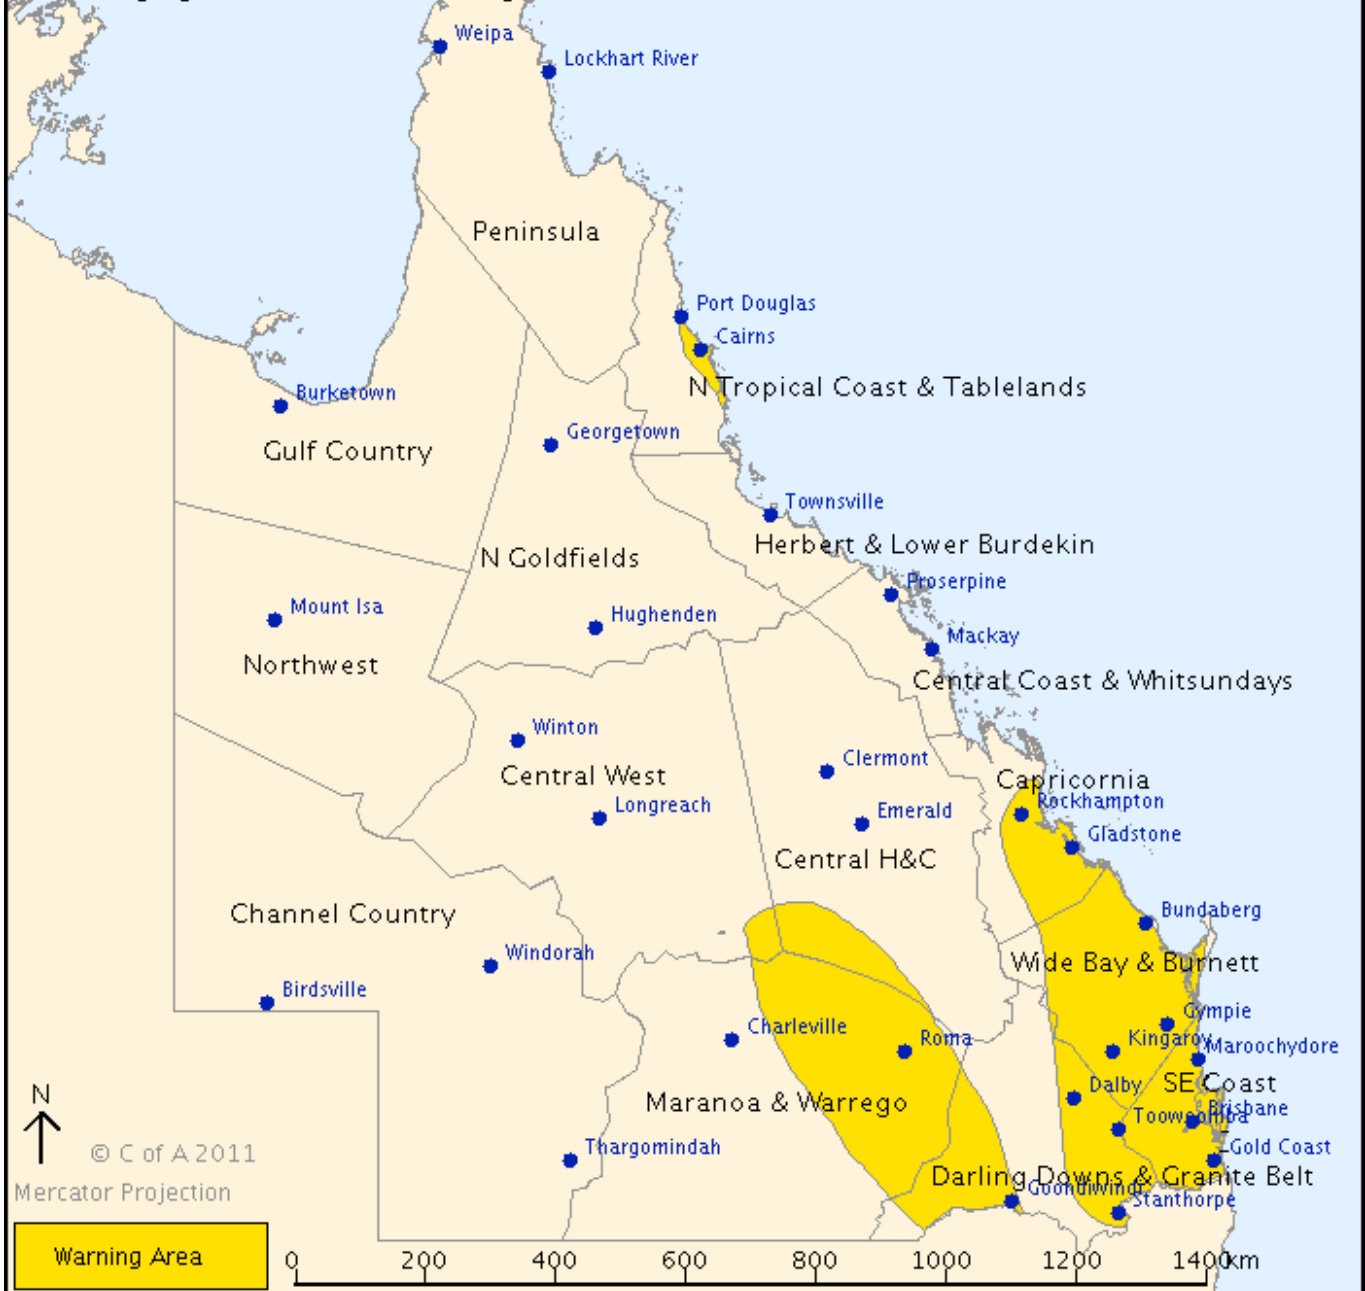 Weipa
Lockhart River
Peninsula
Port Douglas
Cairns
N Tropical Coast & Tablelands
Burketown
Georgetown
Gulf Country
Townsville
Herbert & Lower Burdekin
N Goldfields
Proserpine
Mount Isa
Hughenden
Mackay
Northwest
Central Coast & Whitsundays
Winton
Clermont
Central West
Capricornia
Longreach
Emerald
Rockhampton
Gladstone
Central H&C
Channel Country
Bundaberg
Windorah
Wide Bay & Burnett
Birdsville
Gympie
Charleville
Roma
Kingaroy
Maroochydore
Dalby
SE Coast
N
Maranoa & Warrego
Brisbane
Toowoomba
Thargomindah
Gold Coast
© C of A 2011
Darling Downs & Granite Belt
Mercator Projection
Goondiwindi
Stanthorpe
Warning Area
0 200 400 600 800 1000 1200 1400km